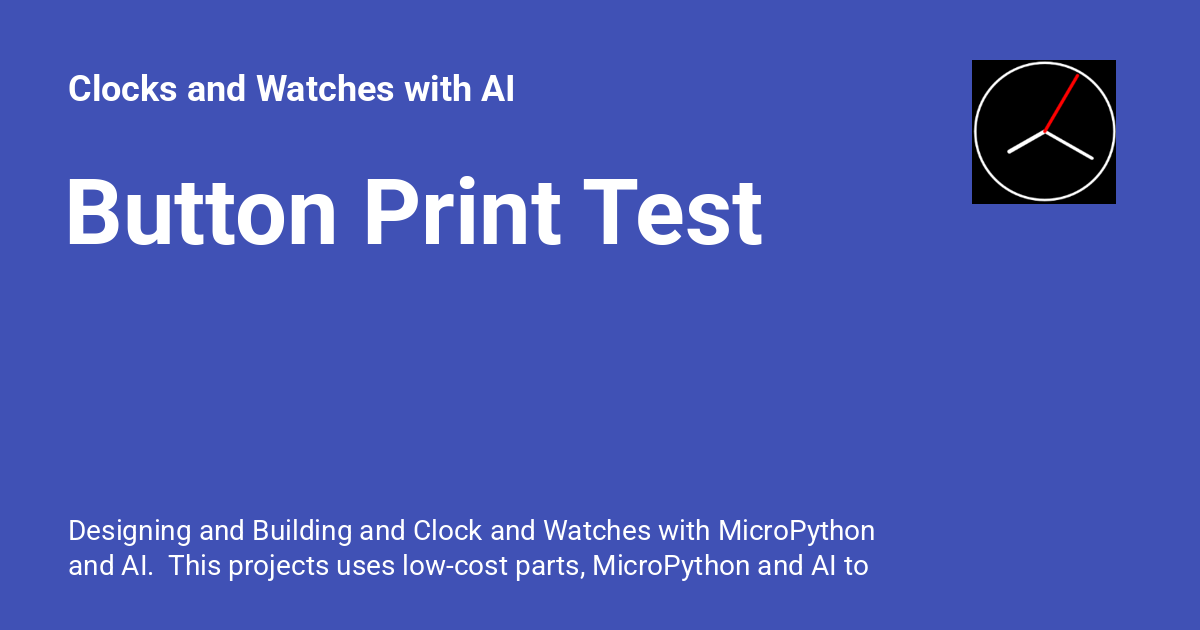 Clocks and Watches with AI
Button Print Test
Designing and Building and Clock and Watches with MicroPython
and AI.  This projects uses low-cost parts, MicroPython and AI to